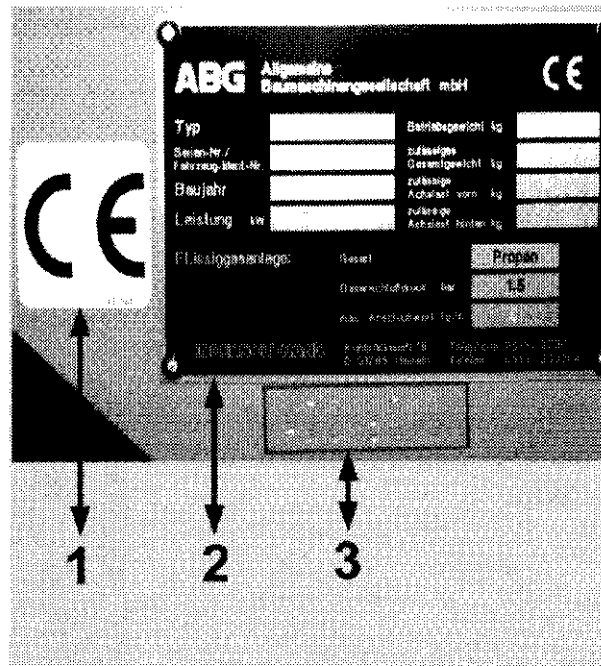 ABG Allgemeine
Baumaschinengesellschaft mbH
CE
Typ
Betriebsgewicht kg
Serien-Nr./
Fahrzeug-Ident.-Nr.
zulässiges
Gesamtgewicht kg
Baujahr
zulässige
Achslast vorn kg
Leistung kW
zulässige
Achslast hinten kg
CE
Flüssiggasanlage:
Propan
bar
1.5
1
2
3